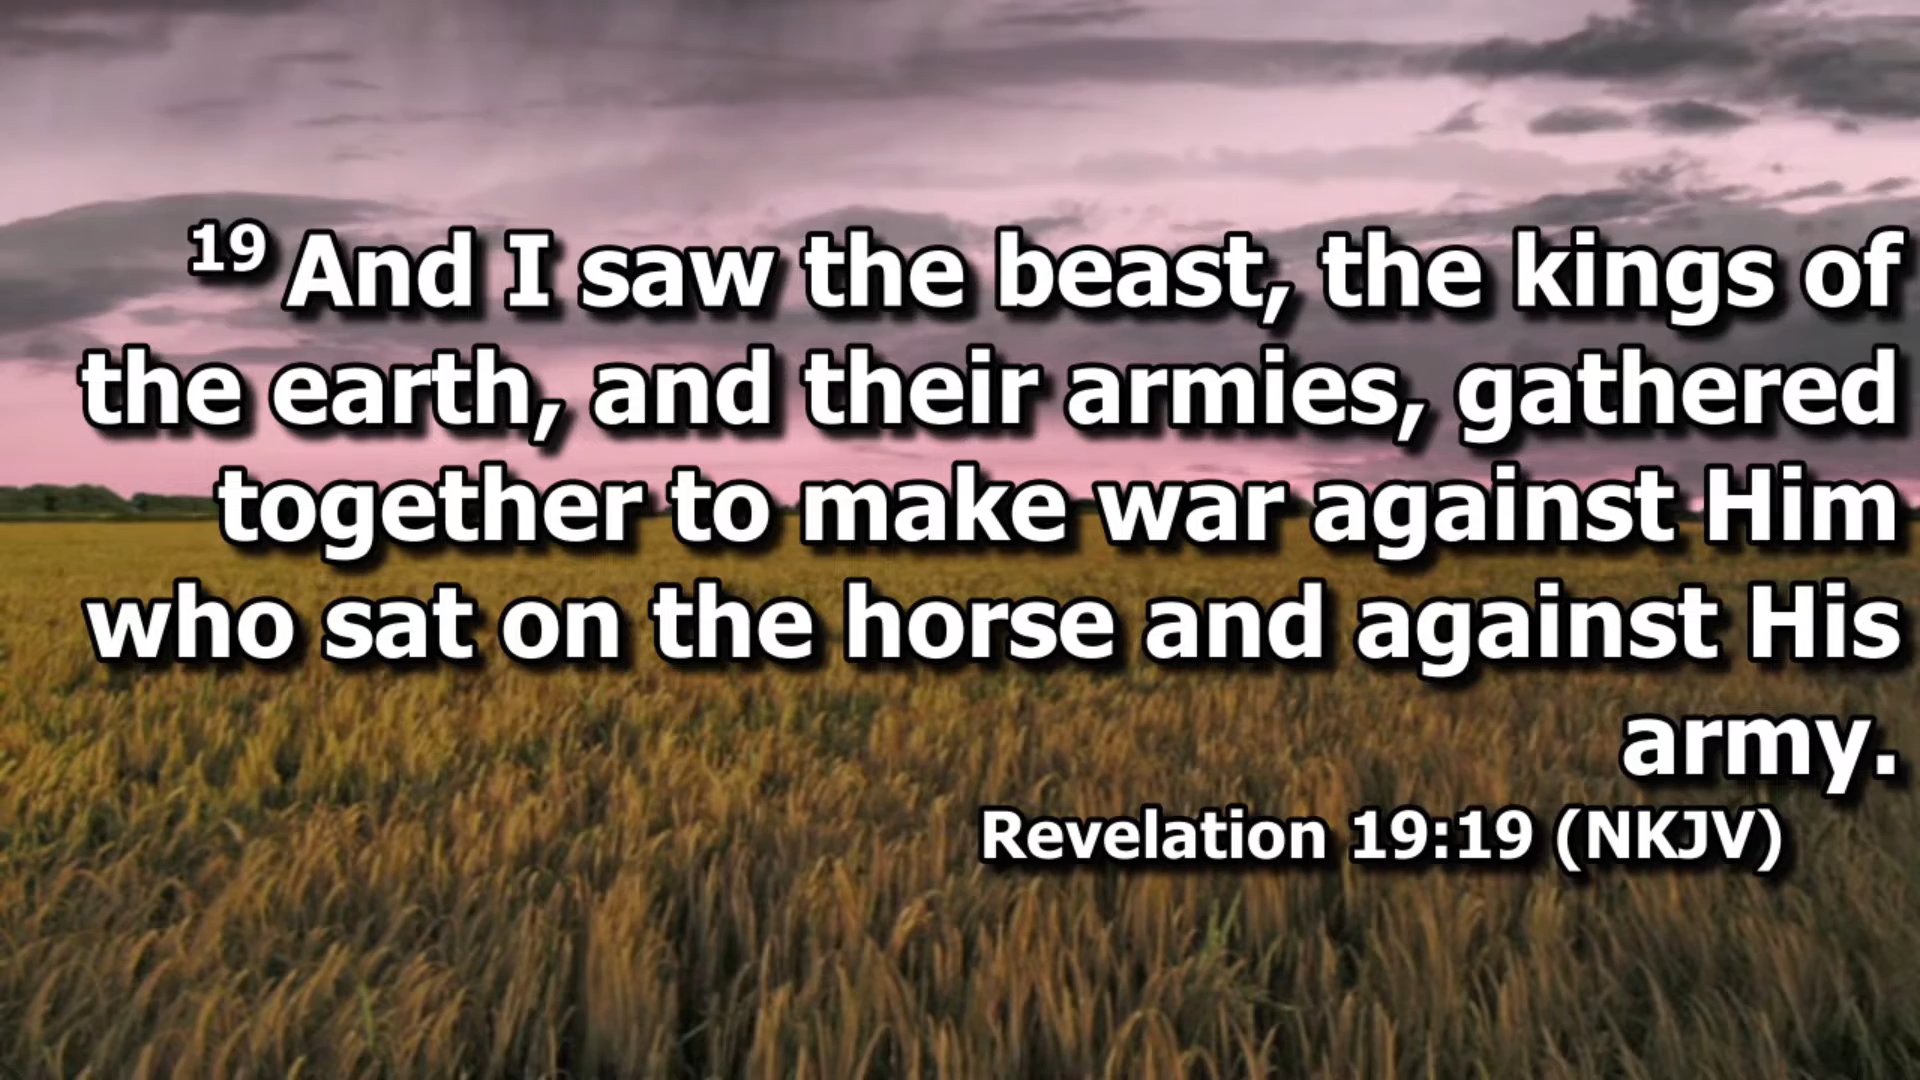 19 And I saw the beast, the kings of
the earth, and their armies, gathered
together to make war against Him
who sat on the horse and against His
army.
Revelation 19:19 (NKJV)